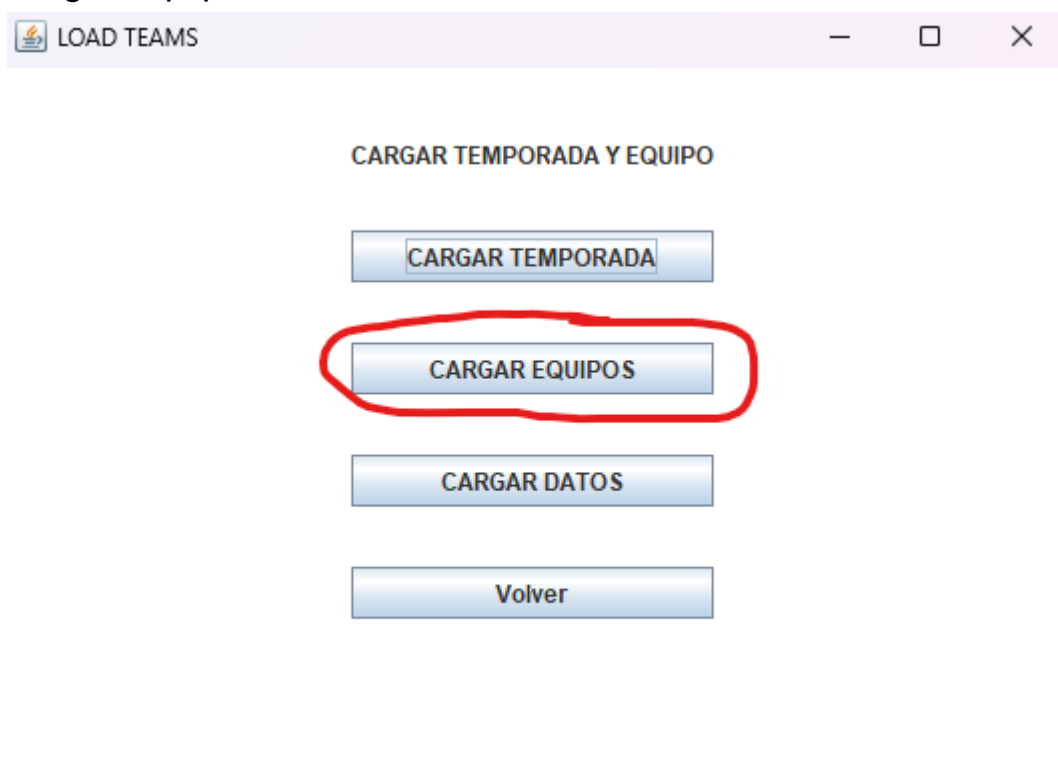 LOAD TEAMS
CARGAR TEMPORADA Y EQUIPO
CARGAR TEMPORADA
CARGAR EQUIPOS
CARGAR DATOS
Volver